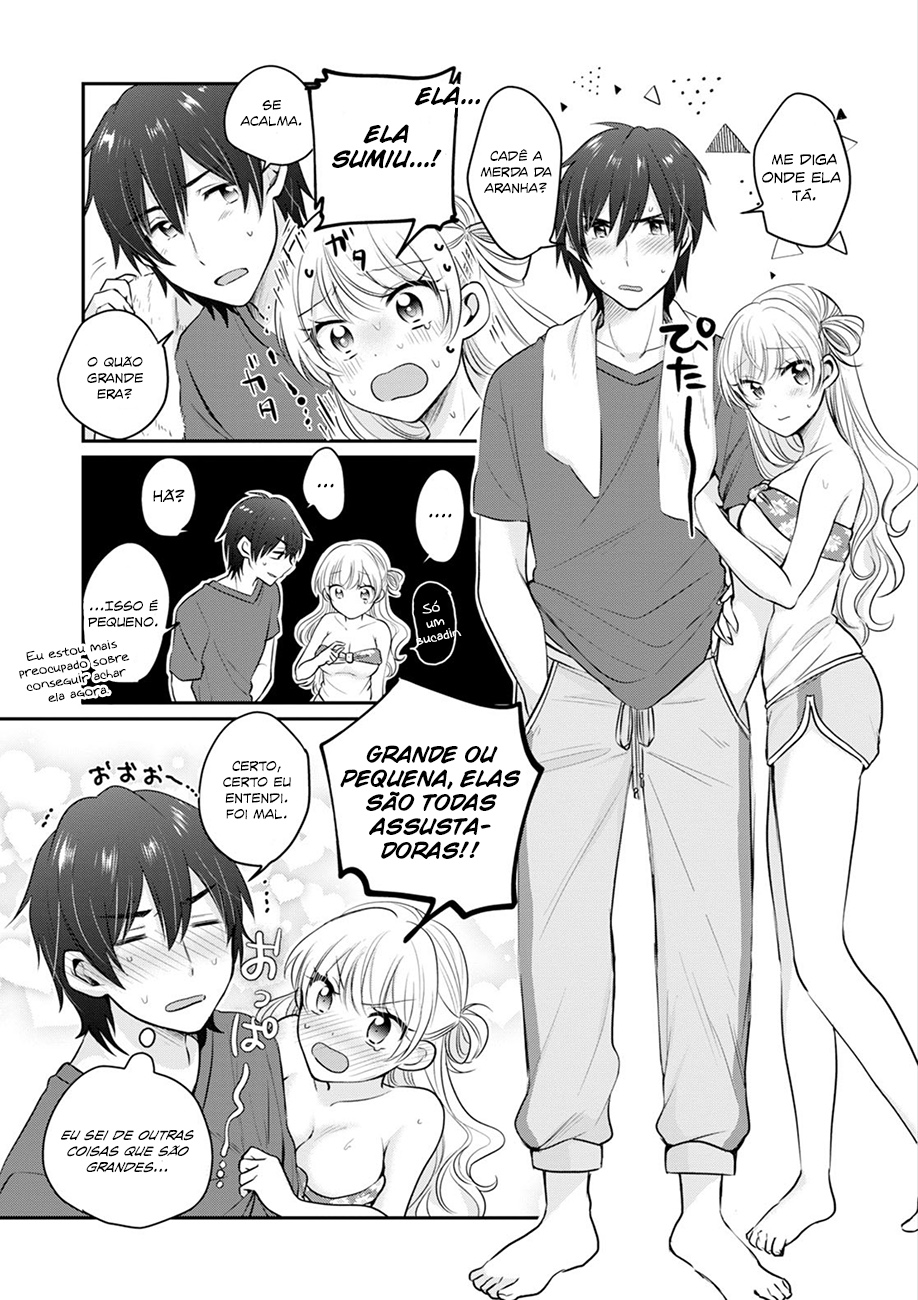 ME DIGA
ONDE ELA
TÁ.
CADÊ A
MERDA DA
ARANHA?
ぴたー
ELA...
ELA
SUMIU...!
SE
ACALMA.
ガタ
ガタ
O QUÃO
GRANDE
ERA?
....
Só
um
bucadin
...
HÃ?
...ISSO É
PEQUENO.
Eu estou mais
preocupado sobre
conseguir achar
ela agora.
GRANDE OU
PEQUENA, ELAS
SÃO TODAS
ASSUSTA-
DORAS!!
CERTO,
CERTO EU
ENTENDI.
FOI MAL.
おおお〜
おっぱ〜
EU SEI DE OUTRAS
COISAS QUE SÃO
GRANDES...